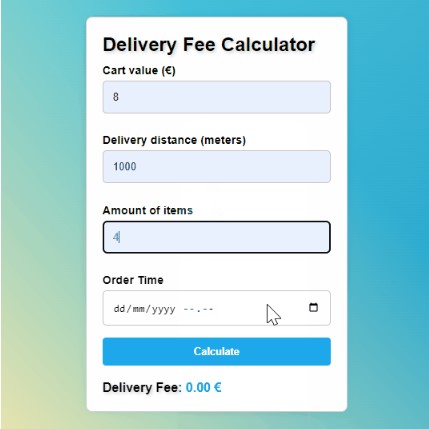 Delivery Fee Calculator
Cart value (€)
8
Delivery distance (meters)
1000
Amount of items
4
Order Time
dd/mm/yyyy --.--
Calculate
Delivery Fee: 0.00 €